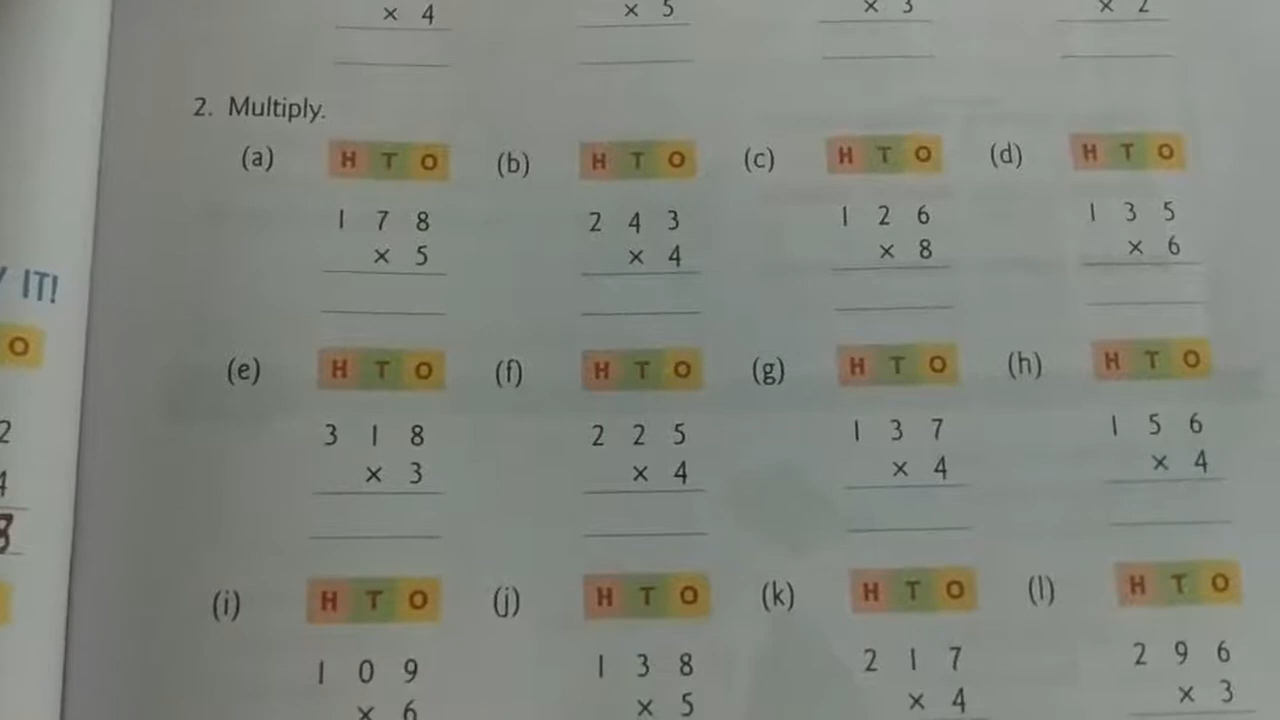 × 4 × 5 × 3 × 2
2. Multiply.
(a) H T O (b) H T O (c) H T O (d) H T O
1 7 8 2 4 3 1 2 6 1 3 5
× 5 × 4 × 8 × 6
IT!
O
(e) H T O (f) H T O (g) H T O (h) H T O
3 1 8 2 2 5 1 3 7 1 5 6
× 3 × 4 × 4 × 4
2
4
(i) H T O (j) H T O (k) H T O (l) H T O
1 0 9 1 3 8 2 1 7 2 9 6
× 6 × 5 × 4 × 3